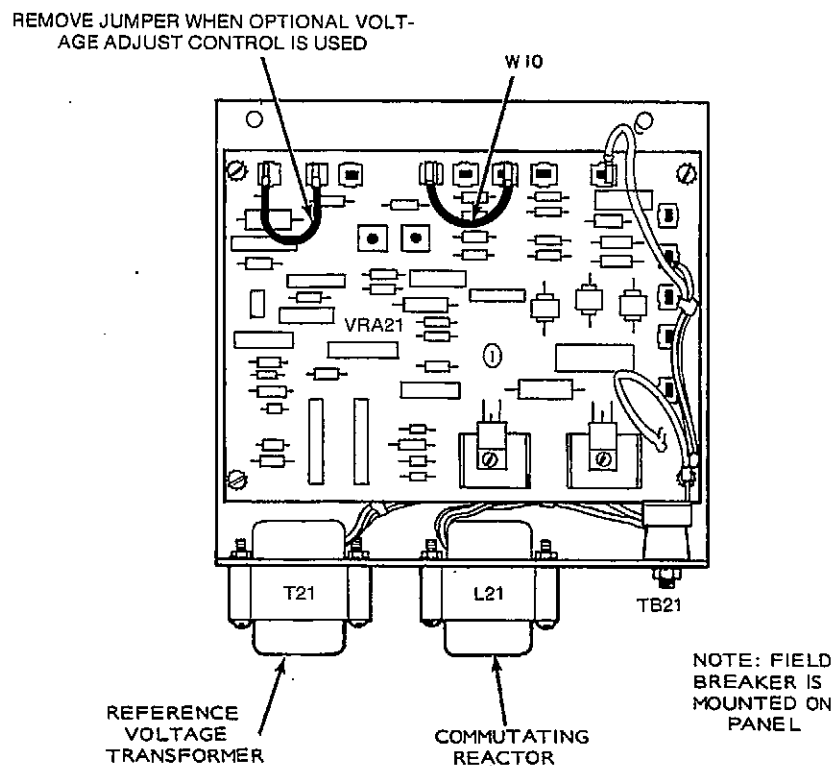 REMOVE JUMPER WHEN OPTIONAL VOLT-
AGE ADJUST CONTROL IS USED
W10
VRA21
1
T21
L21
TB21
REFERENCE
VOLTAGE
TRANSFORMER
COMMUTATING
REACTOR
NOTE: FIELD
BREAKER IS
MOUNTED ON
PANEL